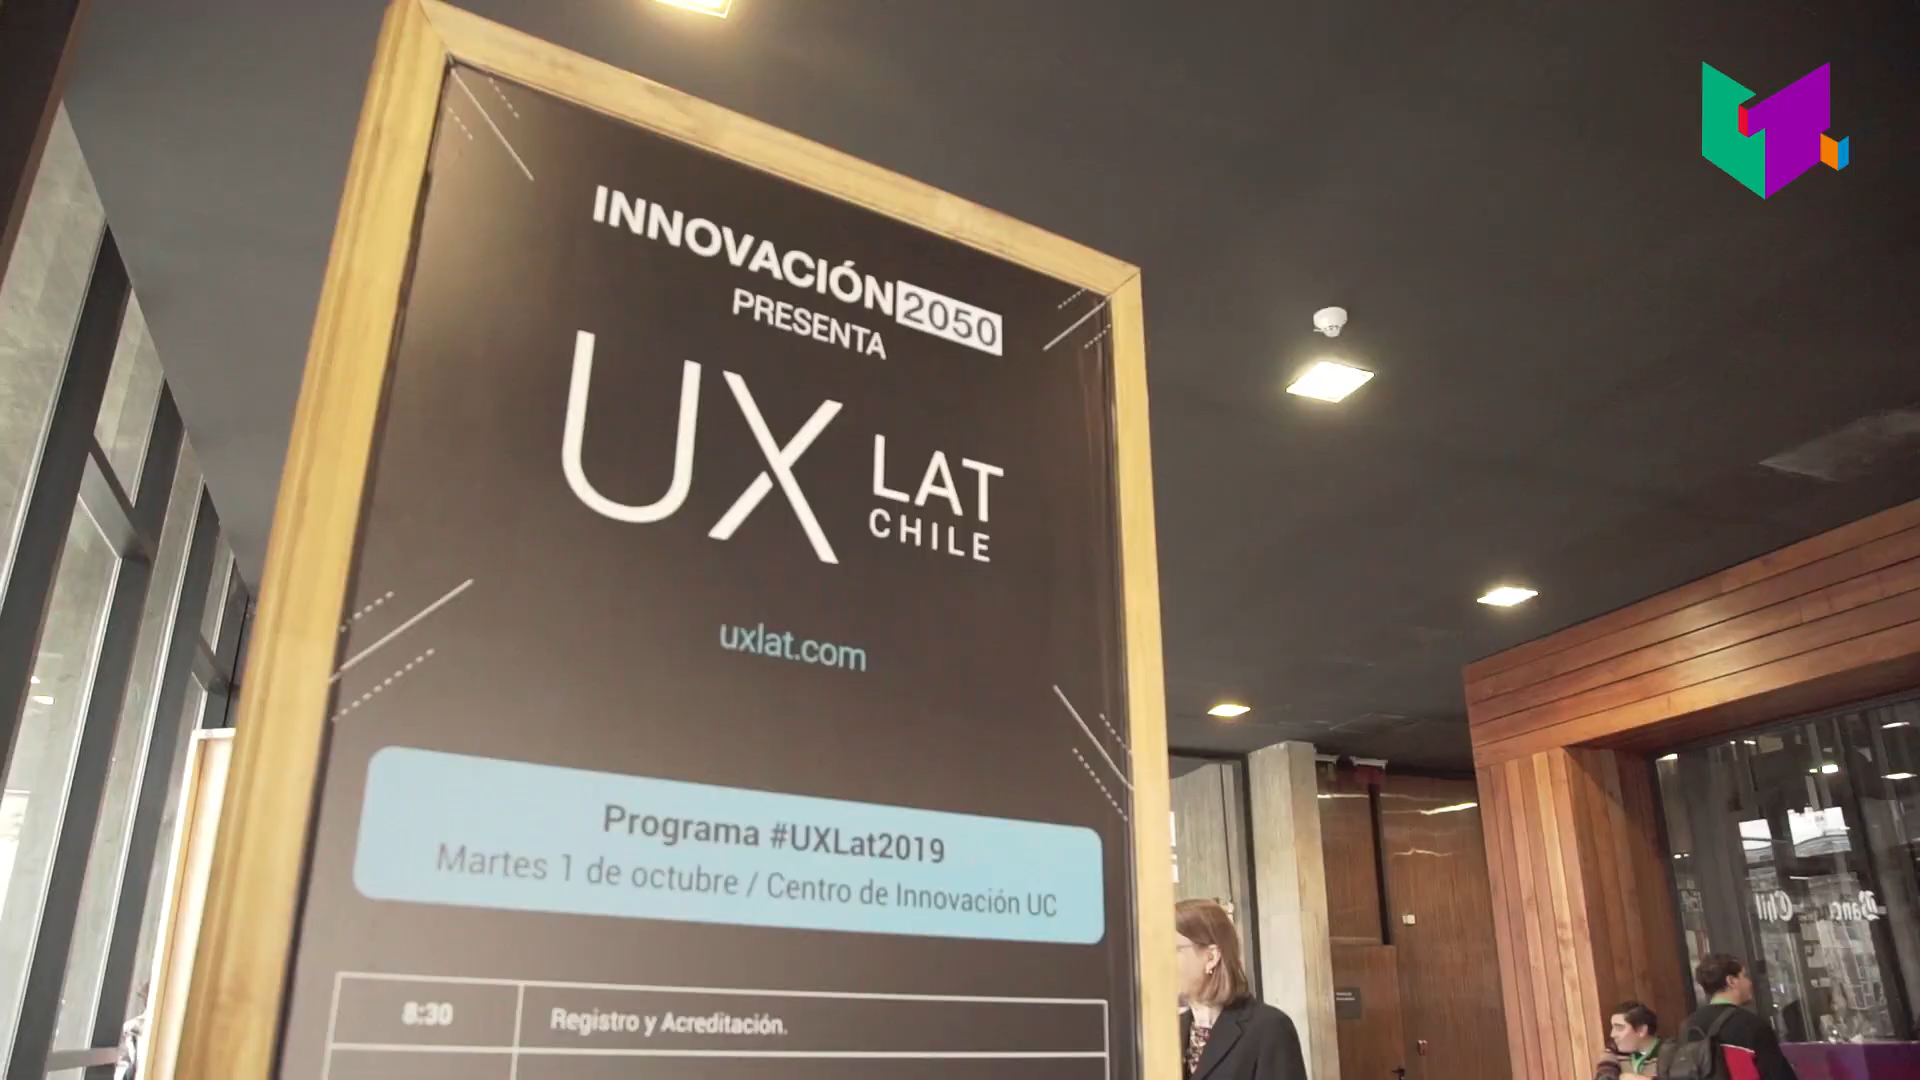 INNOVACIÓN 2050
PRESENTA
UX LAT
CHILE
uxlat.com
Programa #UXLat2019
Martes 1 de octubre / Centro de Innovación UC
8:30 Registro y Acreditación.